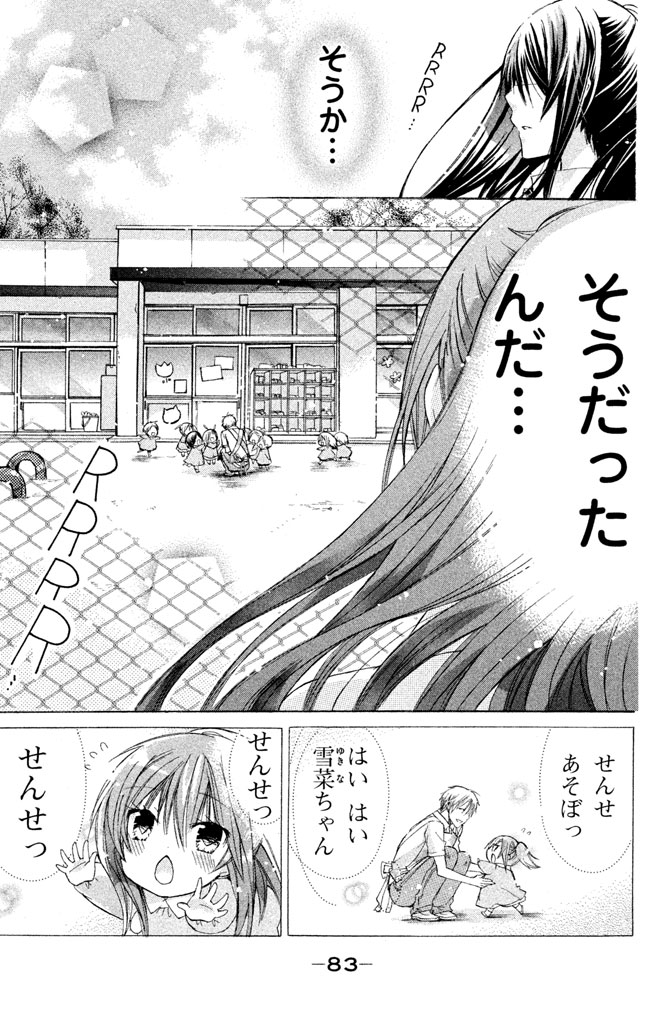 RRRR…
そうか…
そうだった
んだ…
RRRR…
せんせ
あそぼっ
はい はい
雪菜ちゃん
ゆきな
せんせっ
せんせっ
—83—